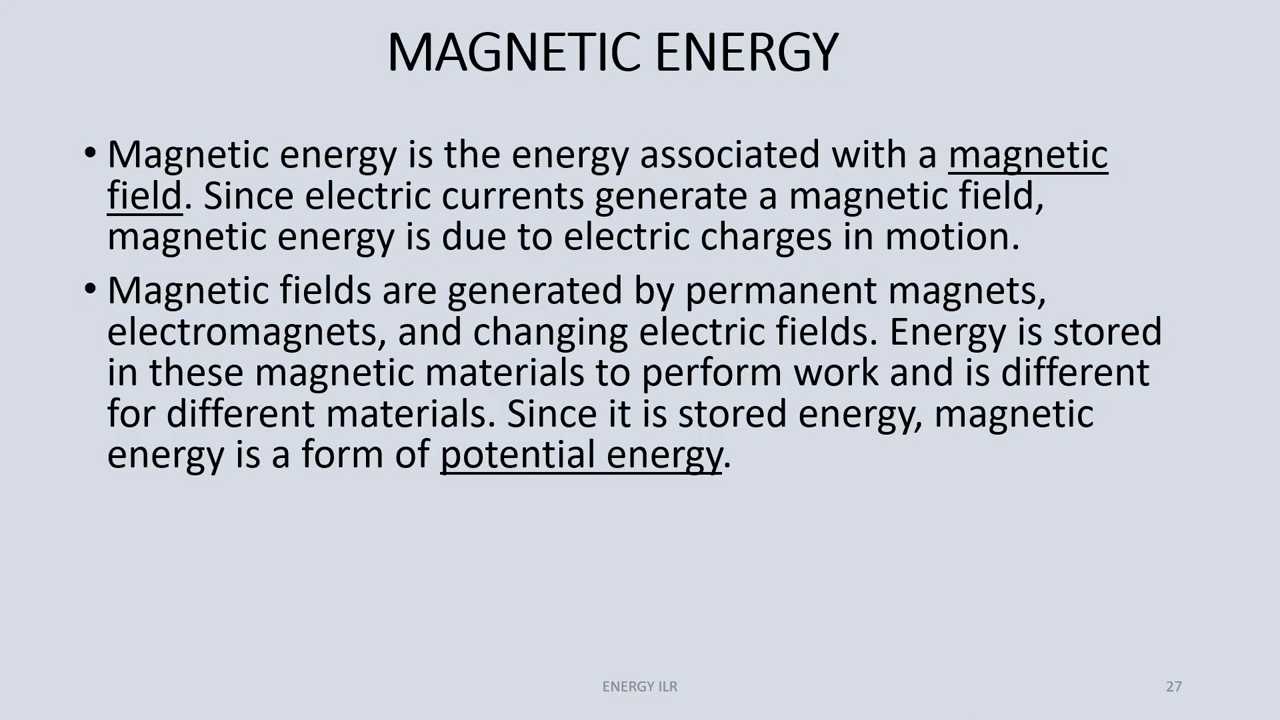 MAGNETIC ENERGY
• Magnetic energy is the energy associated with a magnetic
field. Since electric currents generate a magnetic field,
magnetic energy is due to electric charges in motion.
• Magnetic fields are generated by permanent magnets,
electromagnets, and changing electric fields. Energy is stored
in these magnetic materials to perform work and is different
for different materials. Since it is stored energy, magnetic
energy is a form of potential energy.
ENERGY ILR
27